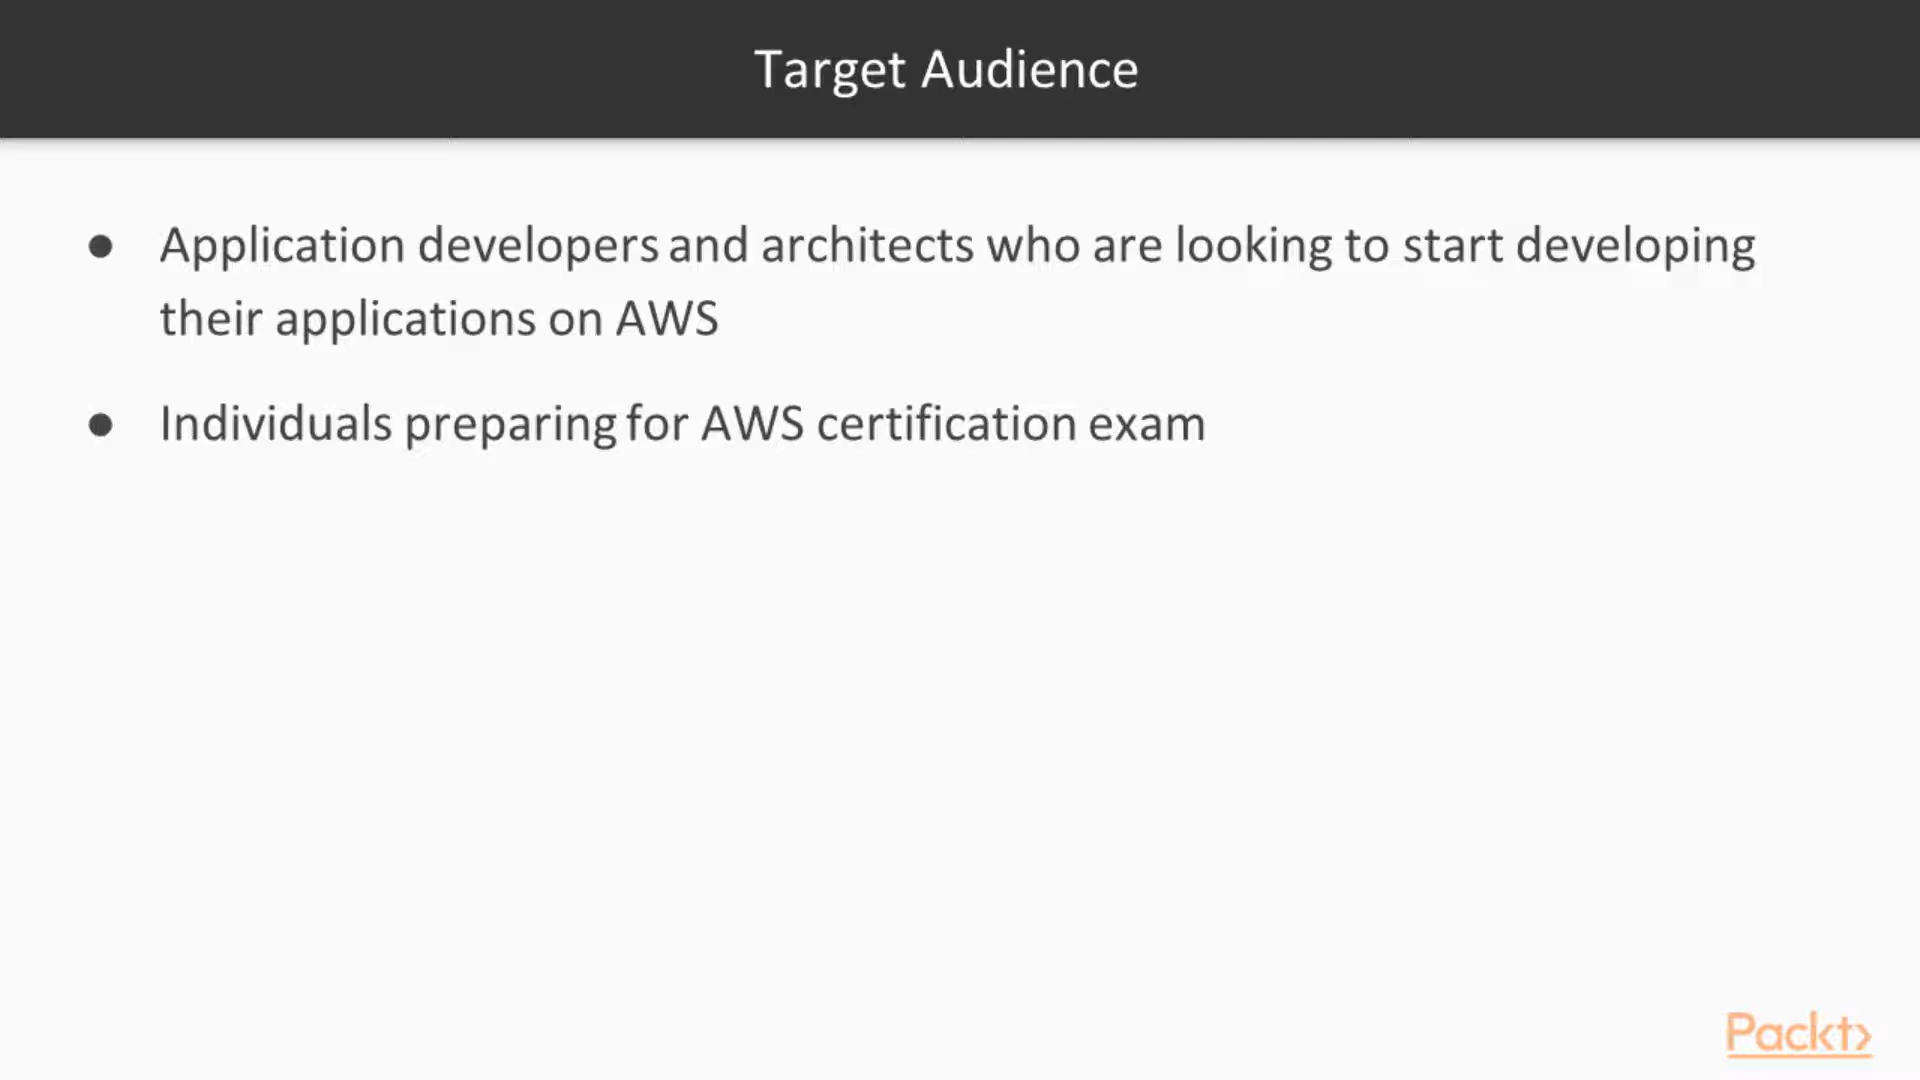 Target Audience
● Application developers and architects who are looking to start developing
their applications on AWS
● Individuals preparing for AWS certification exam
Packt>